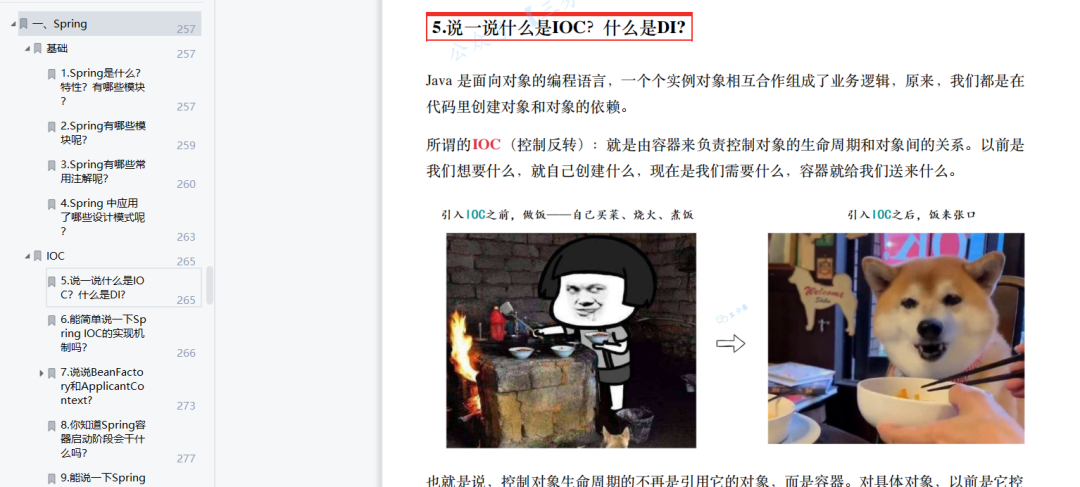 一、Spring
257
基础
257
1.Spring是什么?
特性？有哪些模块
?
257
2.Spring有哪些模
块呢?
259
3.Spring有哪些常
用注解呢?
260
4.Spring 中应用
了哪些设计模式呢
?
263
IOC
265
5.说一说什么是IO
C？什么是DI?
265
6.能简单说一下Sp
ring IOC的实现机
制吗?
266
7.说说BeanFacto
ry和ApplicantCo
ntext?
273
8.你知道Spring容
器启动阶段会干什
么吗?
277
9.能说一下Spring
5.说一说什么是IOC？什么是DI?
Java 是面向对象的编程语言，一个个实例对象相互合作组成了业务逻辑，原来，我们都是在
代码里创建对象和对象的依赖。
所谓的IOC（控制反转）：就是由容器来负责控制对象的生命周期和对象间的关系。以前是
我们想要什么，就自己创建什么，现在是我们需要什么，容器就给我们送来什么。
引入IOC之前，做饭——自己买菜、烧火、煮饭
引入IOC之后，饭来张口
Welcome
也就是说，控制对象生命周期的不再是引用它的对象，而是容器。对具体对象，以前是它控